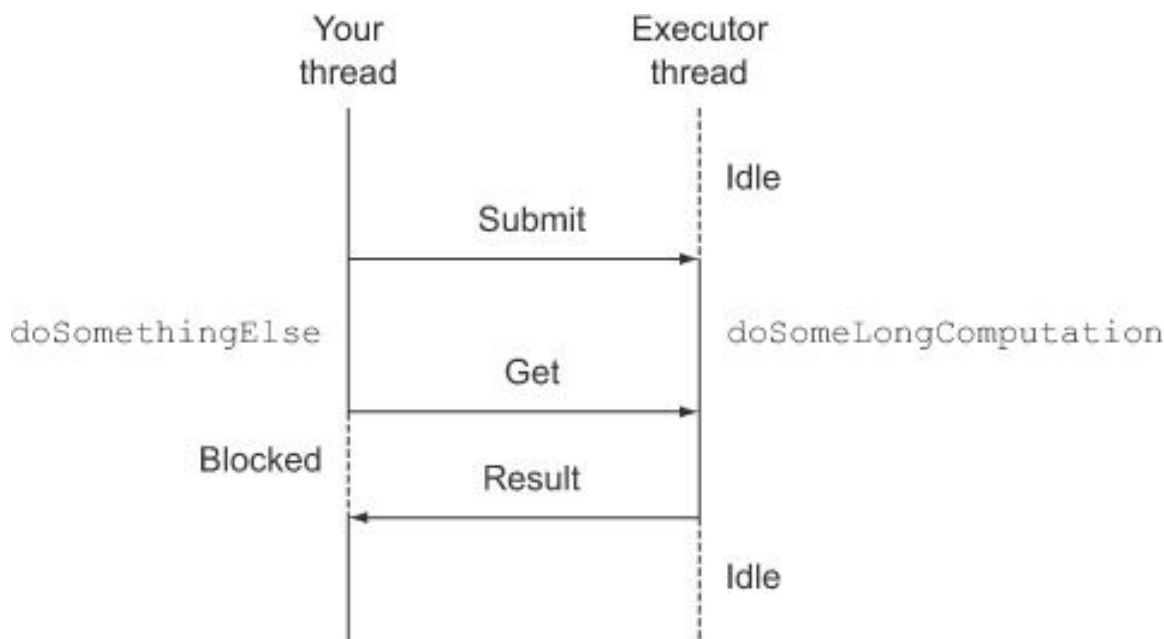 Your
thread
Executor
thread
Idle
Submit
doSomethingElse
doSomeLongComputation
Get
Blocked
Result
Idle